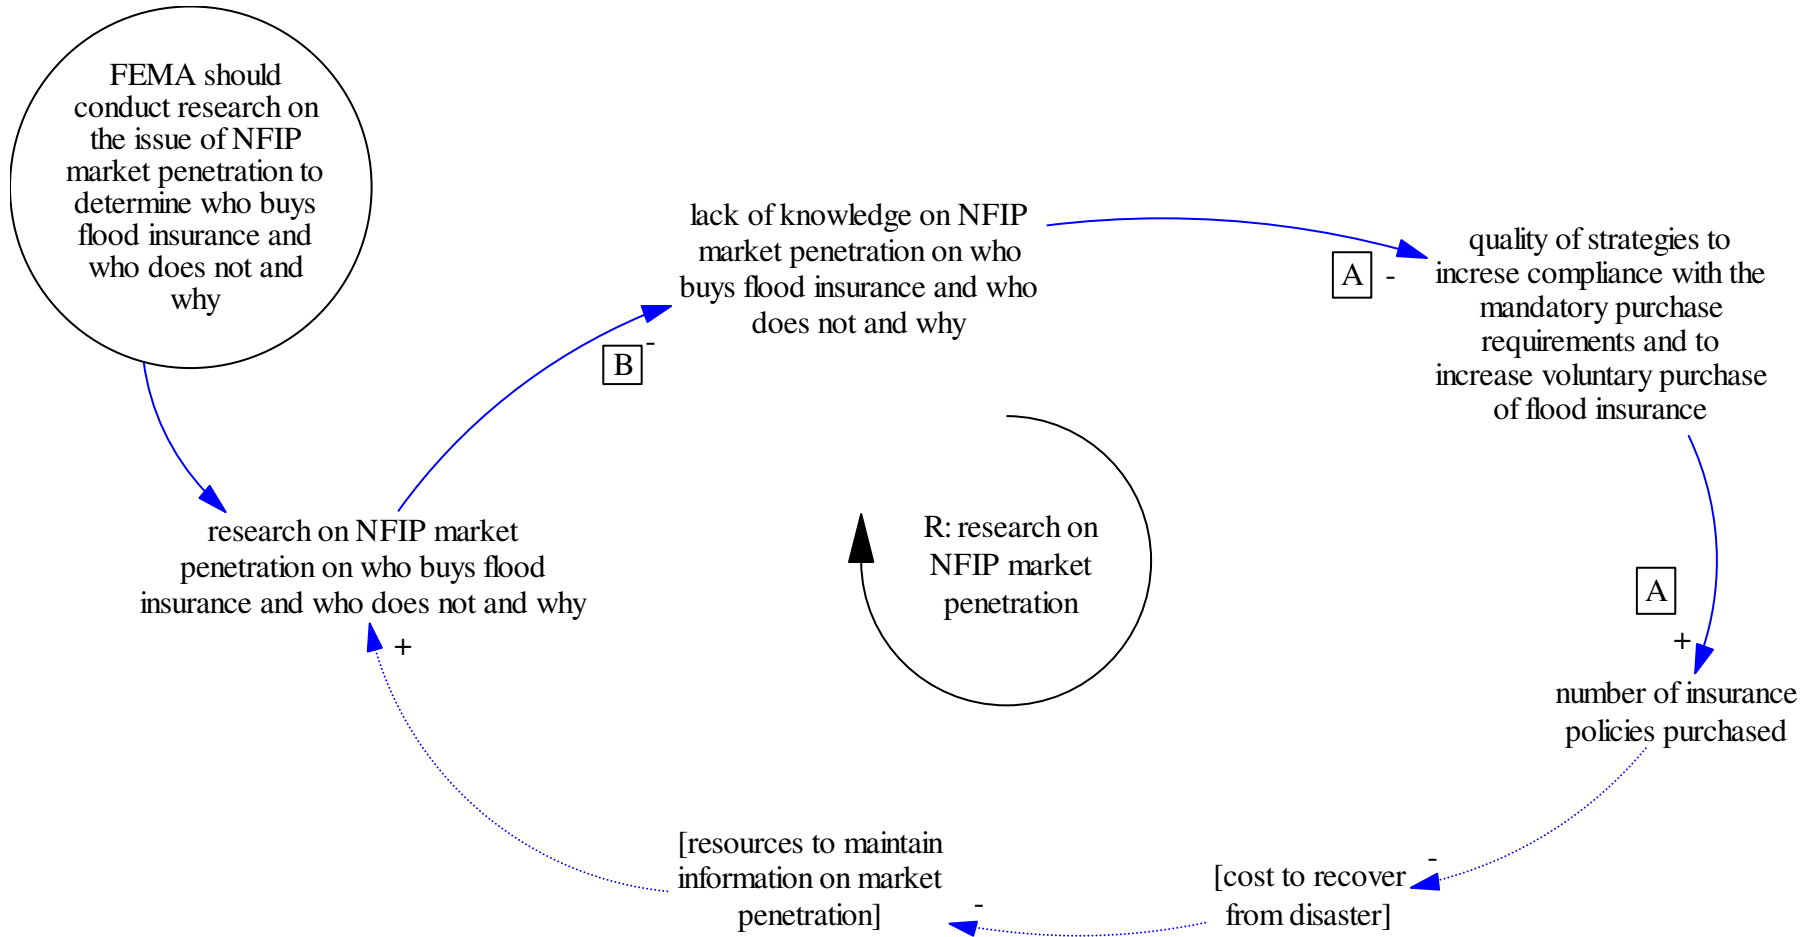 FEMA should
conduct research on
the issue of NFIP
market penetration to
determine who buys
flood insurance and
who does not and
why
lack of knowledge on NFIP
market penetration on who
buys flood insurance and who
does not and why
A -
quality of strategies to
increse compliance with the
mandatory purchase
requirements and to
increase voluntary purchase
of flood insurance
B -
research on NFIP market
penetration on who buys flood
insurance and who does not and why
+
R: research on
NFIP market
penetration
A
+
number of insurance
policies purchased
-
[cost to recover
from disaster]
-
[resources to maintain
information on market
penetration]